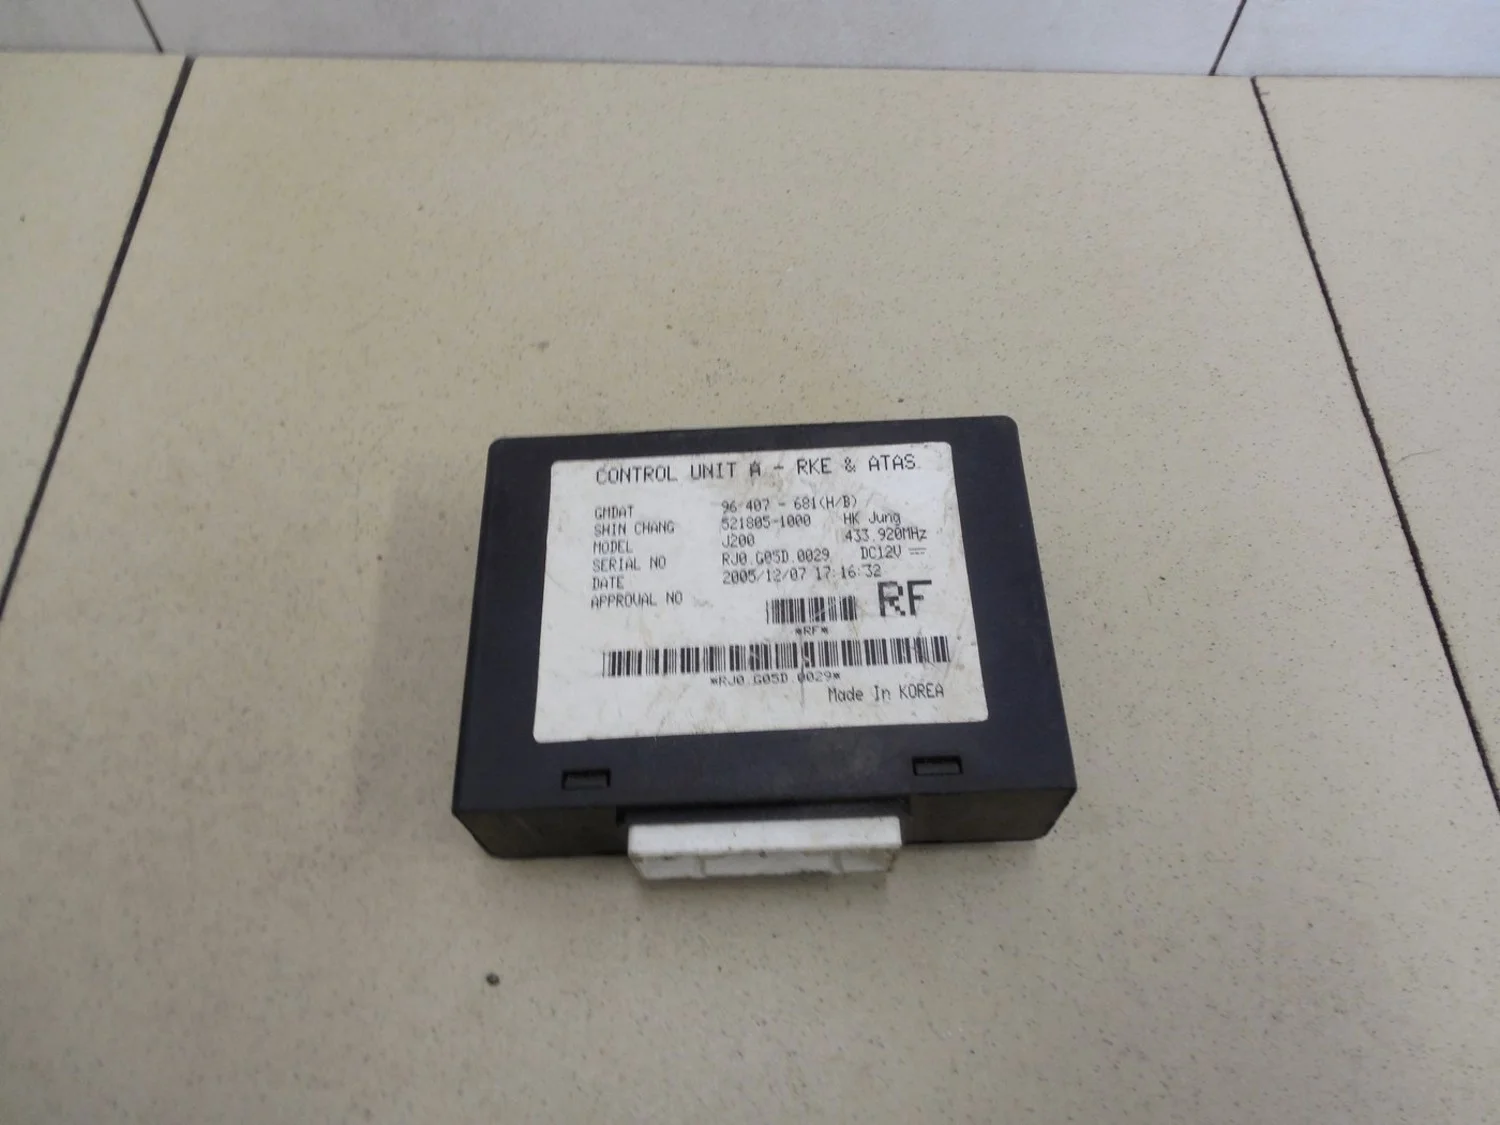 CONTROL UNIT A - RKE & ATAS
GMDAT 96 407 - 681(H/B)
SHIN CHANG 521805-1000 HK Jung
MODEL J200 433.920MHz
SERIAL NO RJ0.G05D.0029 DC12V
DATE 2005/12/07 17:16:32
APPROVAL NO
RF
*RF*
*RJ0.G05D.0029*
Made In KOREA